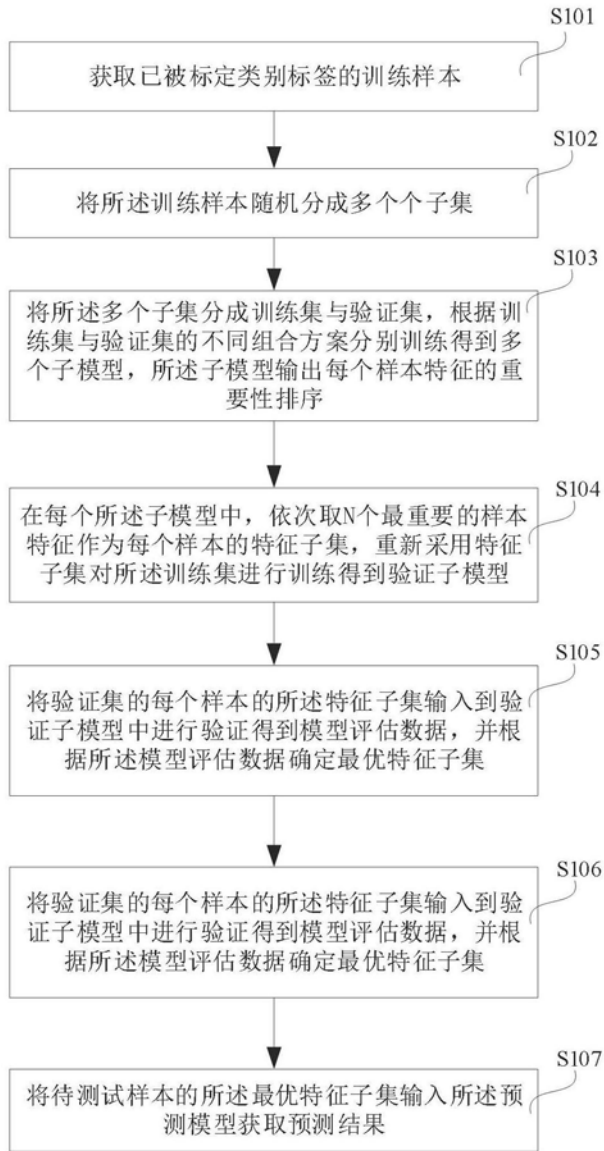 S101
获取已被标定类别标签的训练样本
S102
将所述训练样本随机分成多个个子集
S103
将所述多个子集分成训练集与验证集，根据训
练集与验证集的不同组合方案分别训练得到多
个子模型，所述子模型输出每个样本特征的重
要性排序
S104
在每个所述子模型中，依次取N个最重要的样本
特征作为每个样本的特征子集，重新采用特征
子集对所述训练集进行训练得到验证子模型
S105
将验证集的每个样本的所述特征子集输入到验
证子模型中进行验证得到模型评估数据，并根
据所述模型评估数据确定最优特征子集
S106
将验证集的每个样本的所述特征子集输入到验
证子模型中进行验证得到模型评估数据，并根
据所述模型评估数据确定最优特征子集
S107
将待测试样本的所述最优特征子集输入所述预
测模型获取预测结果